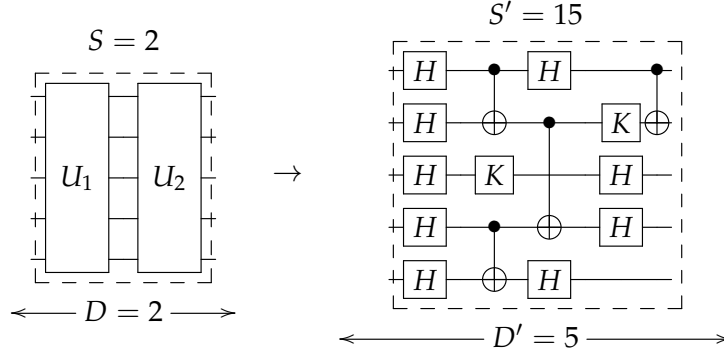 S = 2
U₁ U₂
D = 2
→
S′ = 15
H H
H K
H K H
H H
H H
D′ = 5